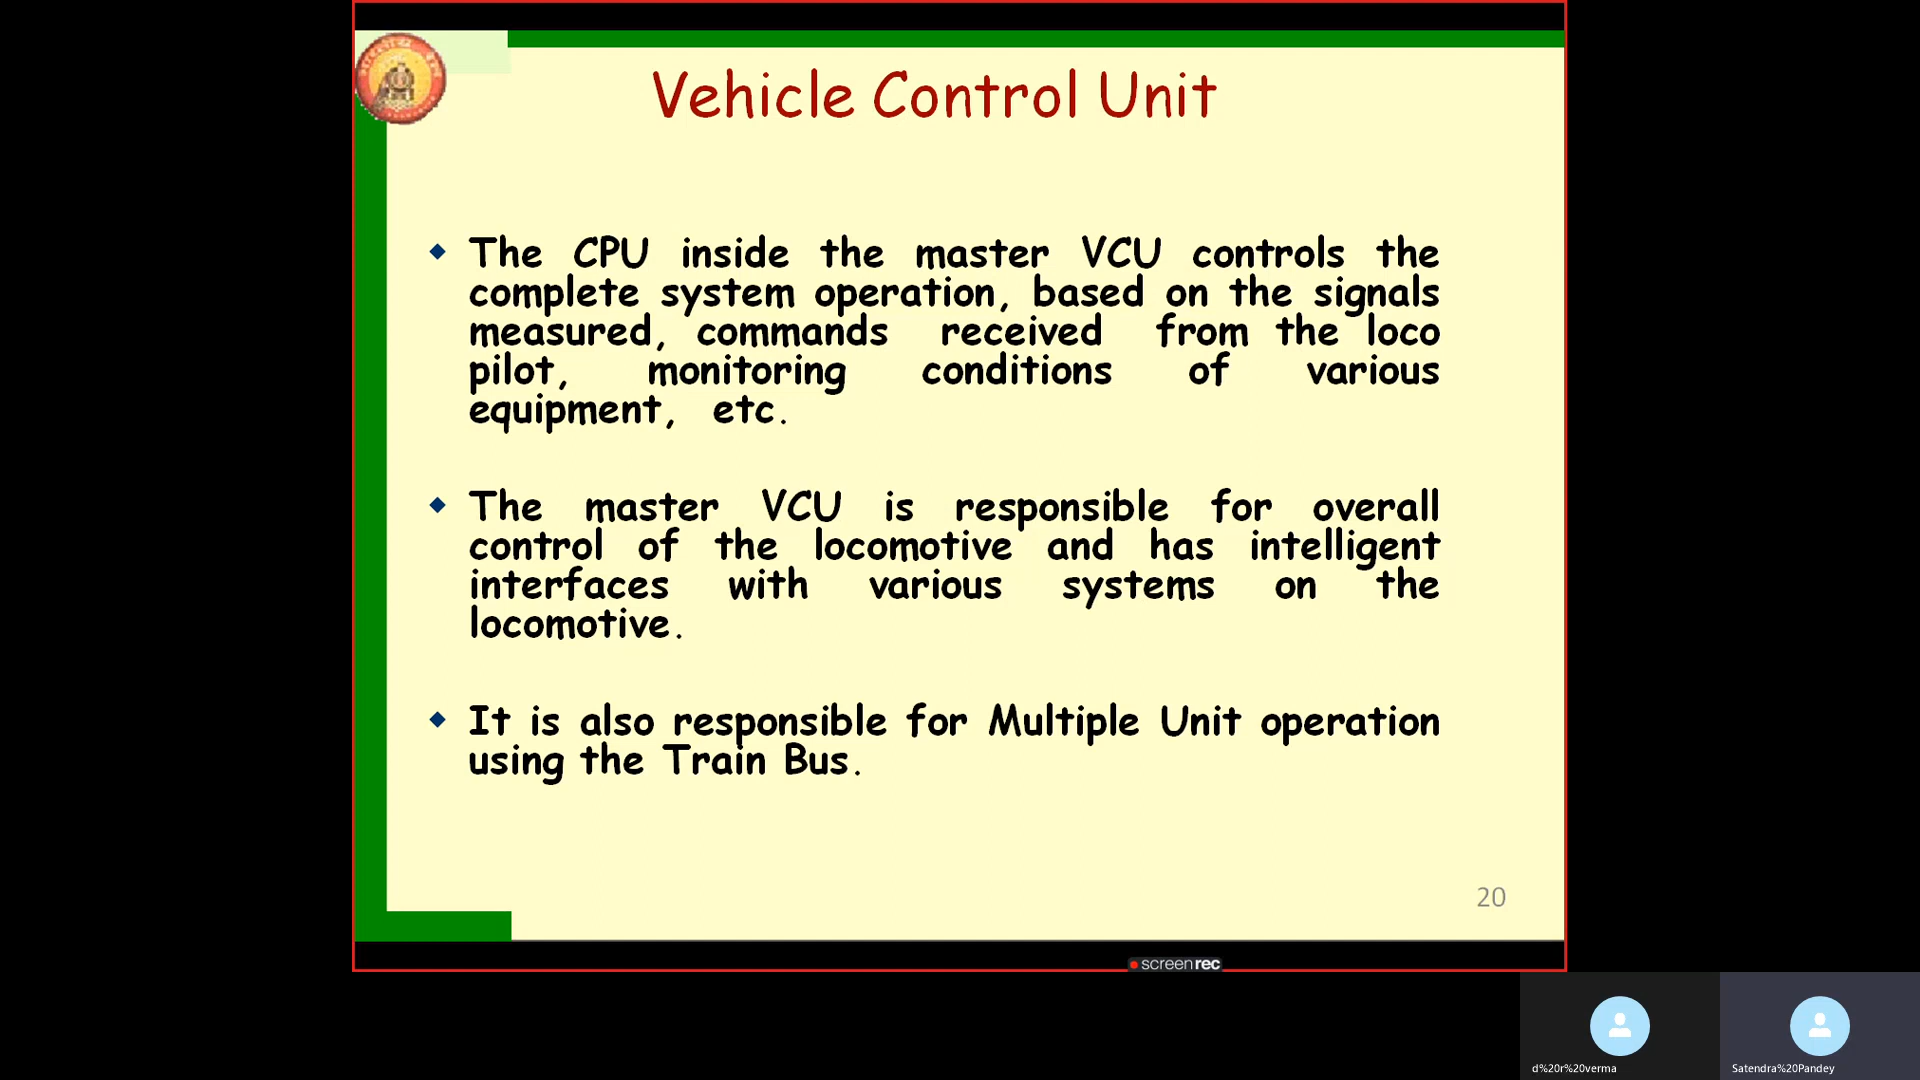 Vehicle Control Unit
The CPU inside the master VCU controls the
complete system operation, based on the signals
measured, commands received from the loco
pilot, monitoring conditions of various
equipment, etc.
The master VCU is responsible for overall
control of the locomotive and has intelligent
interfaces with various systems on the
locomotive.
It is also responsible for Multiple Unit operation
using the Train Bus.
20
screenrec
d%20r%20verma
Satendra%20Pandey